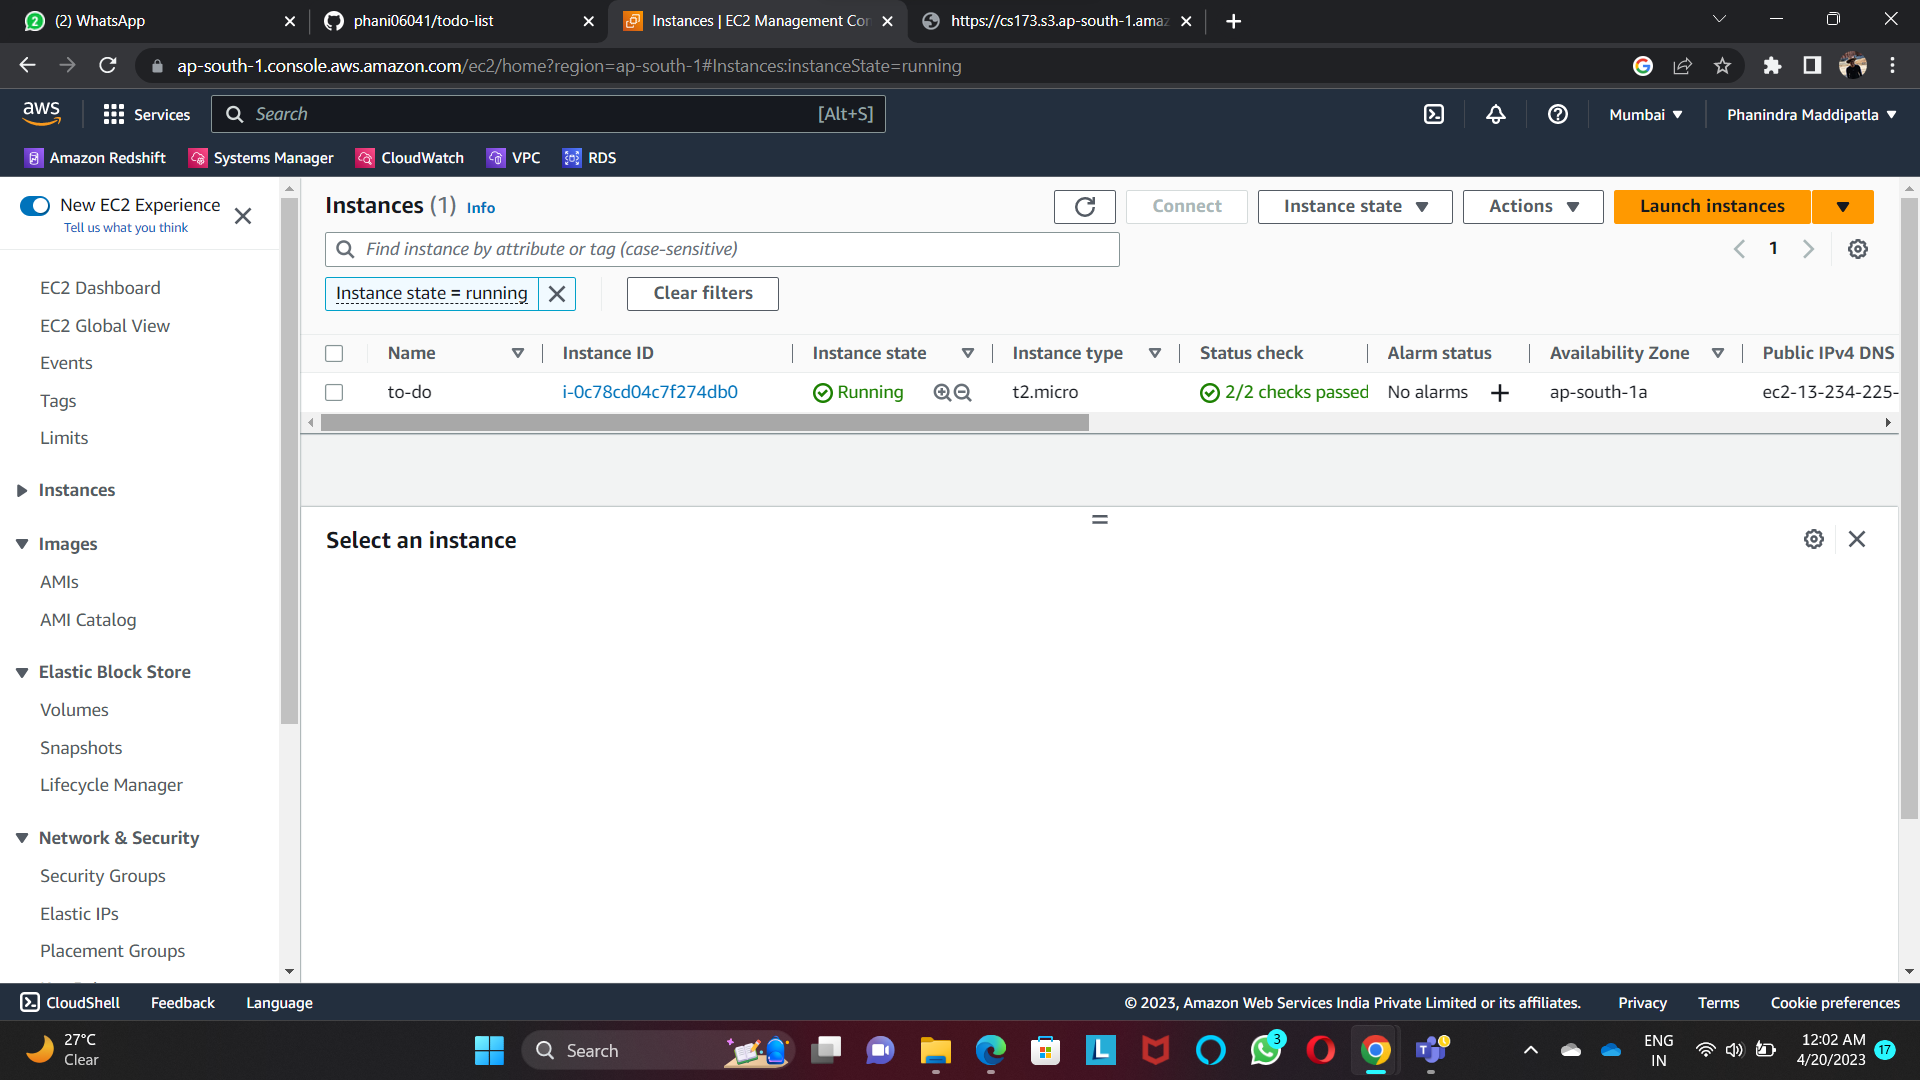 (2) WhatsApp
phani06041/todo-list
Instances | EC2 Management Con
https://cs173.s3.ap-south-1.amaz
ap-south-1.console.aws.amazon.com/ec2/home?region=ap-south-1#Instances:instanceState=running
aws
Services
Search
[Alt+S]
Mumbai
Phanindra Maddipatla
Amazon Redshift
Systems Manager
CloudWatch
VPC
RDS
New EC2 Experience
Tell us what you think
EC2 Dashboard
EC2 Global View
Events
Tags
Limits
Instances
Images
AMIs
AMI Catalog
Elastic Block Store
Volumes
Snapshots
Lifecycle Manager
Network & Security
Security Groups
Elastic IPs
Placement Groups
Instances (1) Info
Connect
Instance state
Actions
Launch instances
Find instance by attribute or tag (case-sensitive)
1
Instance state = running
Clear filters
Name Instance ID Instance state Instance type Status check Alarm status Availability Zone Public IPv4 DNS
to-do i-0c78cd04c7f274db0 Running t2.micro 2/2 checks passed No alarms ap-south-1a ec2-13-234-225-
Select an instance
CloudShell
Feedback
Language
© 2023, Amazon Web Services India Private Limited or its affiliates.
Privacy
Terms
Cookie preferences
27°C
Clear
Search
3
ENG
IN
12:02 AM
4/20/2023
17